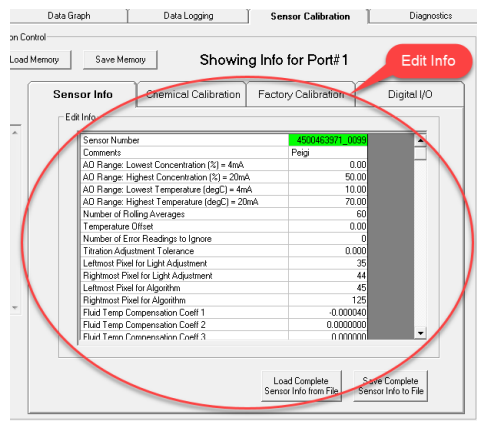 Data Graph Data Logging Sensor Calibration Diagnostics
on Control
Load Memory Save Memory Showing Info for Port#1 Edit Info
Sensor Info Chemical Calibration Factory Calibration Digital I/O
Edit Info
Sensor Number 4500463971_0099
Comments Peigi
AO Range: Lowest Concentration (%) = 4mA 0.00
AO Range: Highest Concentration (%) = 20mA 50.00
AO Range: Lowest Temperature (degC) = 4mA 10.00
AO Range: Highest Temperature (degC) = 20mA 70.00
Number of Rolling Averages 60
Temperature Offset 0.00
Number of Error Readings to Ignore 0
Titration Adjustment Tolerance 0.000
Leftmost Pixel for Light Adjustment 35
Rightmost Pixel for Light Adjustment 44
Leftmost Pixel for Algorithm 45
Rightmost Pixel for Algorithm 125
Fluid Temp Compensation Coeff 1 -0.000040
Fluid Temp Compensation Coeff 2 0.0000000
Fluid Temp Compensation Coeff 3 0.000000
Load Complete Save Complete
Sensor Info from File Sensor Info to File